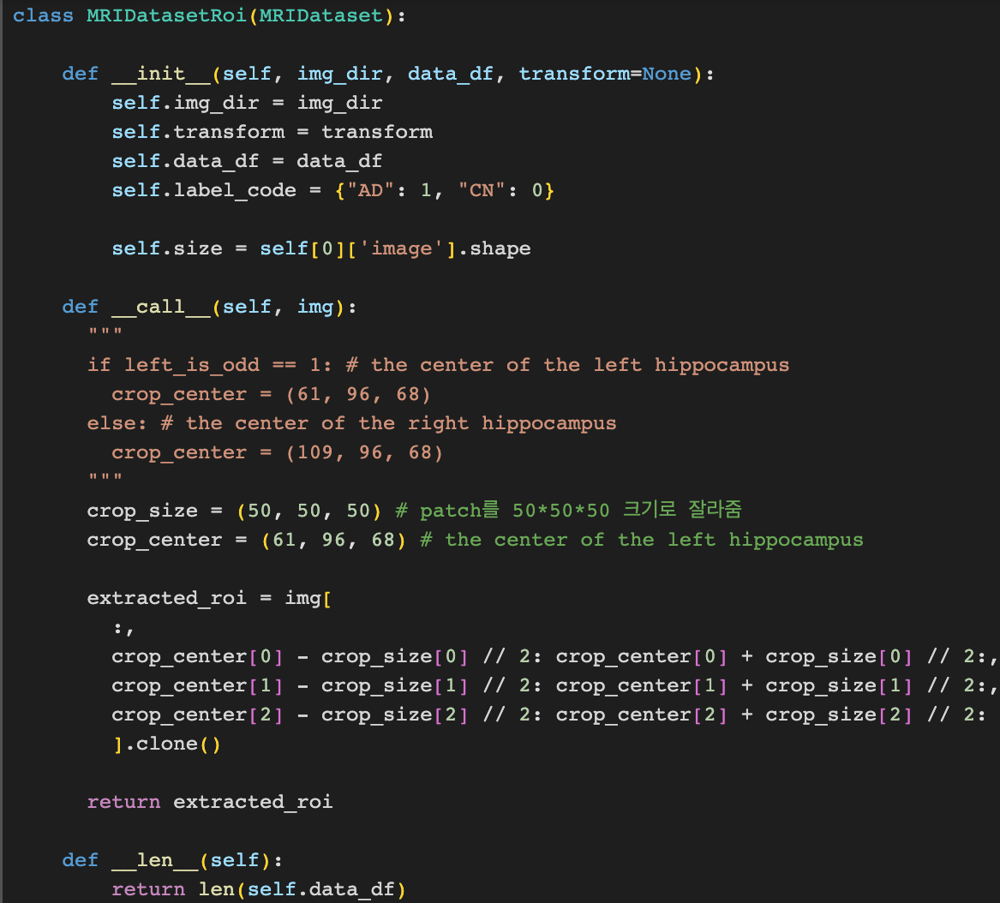 class MRIDatasetRoi(MRIDataset):
def __init__(self, img_dir, data_df, transform=None):
self.img_dir = img_dir
self.transform = transform
self.data_df = data_df
self.label_code = {"AD": 1, "CN": 0}
self.size = self[0]['image'].shape
def __call__(self, img):
"""
if left_is_odd == 1: # the center of the left hippocampus
crop_center = (61, 96, 68)
else: # the center of the right hippocampus
crop_center = (109, 96, 68)
"""
crop_size = (50, 50, 50) # patch를 50*50*50 크기로 잘라줌
crop_center = (61, 96, 68) # the center of the left hippocampus
extracted_roi = img[
:,
crop_center[0] - crop_size[0] // 2: crop_center[0] + crop_size[0] // 2:,
crop_center[1] - crop_size[1] // 2: crop_center[1] + crop_size[1] // 2:,
crop_center[2] - crop_size[2] // 2: crop_center[2] + crop_size[2] // 2:
].clone()
return extracted_roi
def __len__(self):
return len(self.data_df)